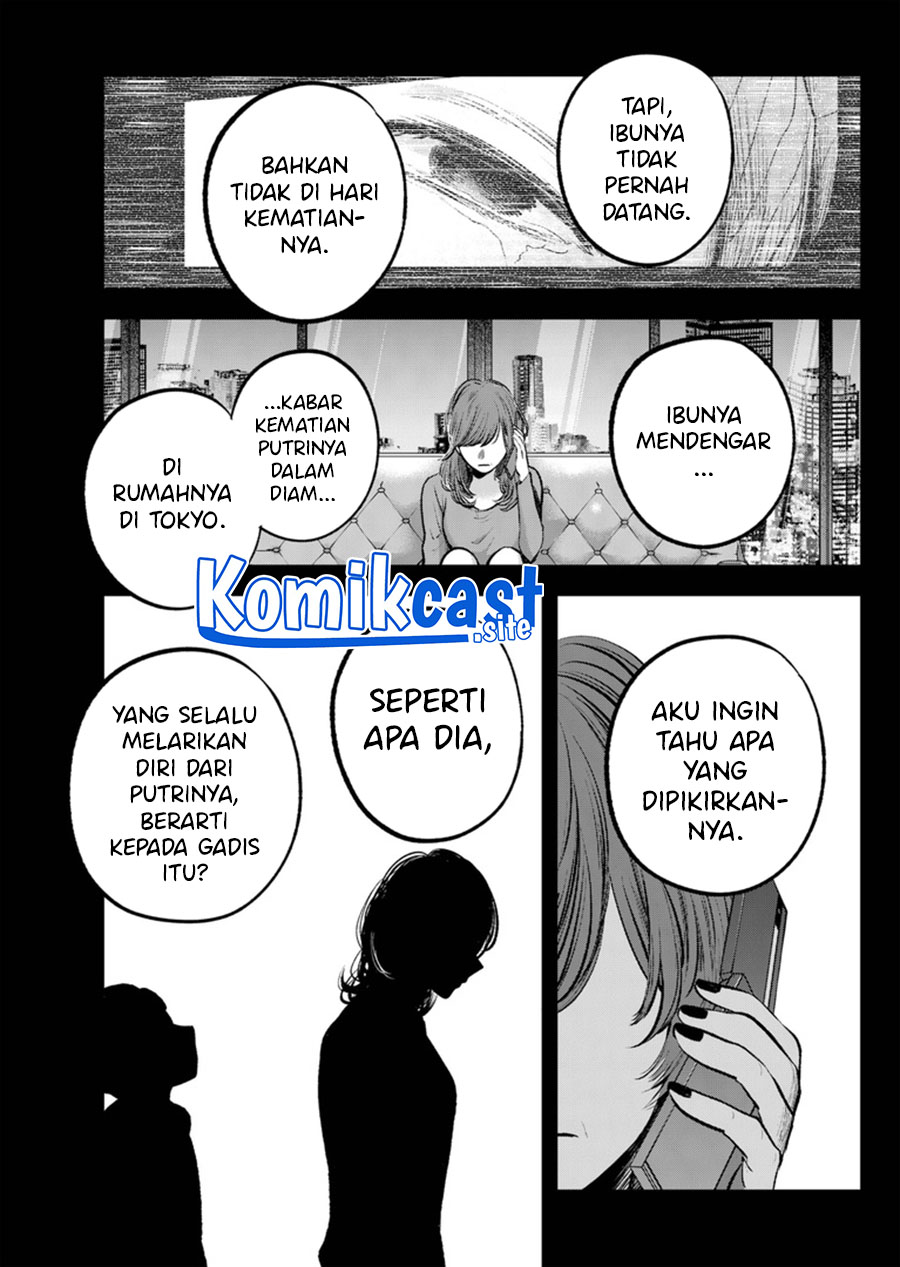 TAPI,
IBUNYA
TIDAK
PERNAH
DATANG.
BAHKAN
TIDAK DI HARI
KEMATIAN-
NYA.
IBUNYA
MENDENGAR
...
...KABAR
KEMATIAN
PUTRINYA
DALAM
DIAM...
DI
RUMAHNYA
DI TOKYO.
Komikcast
.site
AKU INGIN
TAHU APA
YANG
DIPIKIRKAN-
NYA.
SEPERTI
APA DIA,
YANG SELALU
MELARIKAN
DIRI DARI
PUTRINYA,
BERARTI
KEPADA GADIS
ITU?